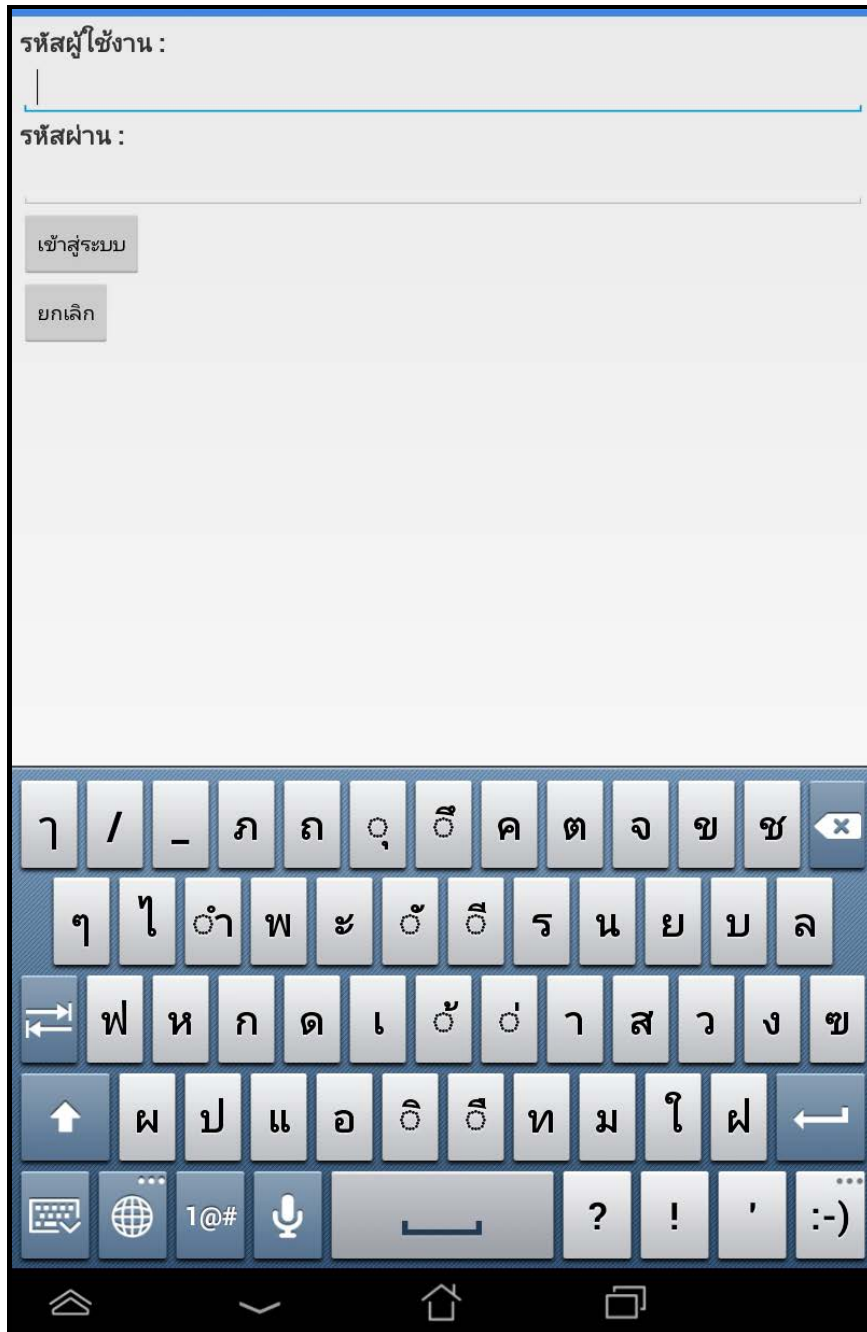 รหัสผู้ใช้งาน :
รหัสผ่าน :
เข้าสู่ระบบ
ยกเลิก
ๅ / _ ภ ถ ุ ึ ค ต จ ข ช
ๆ ไ ำ พ ะ ั ี ร น ย บ ล
ฟ ห ก ด เ ้ ่ า ส ว ง ฃ
ผ ป แ อ ิ ื ท ม ใ ฝ
1@# ? ! ' :-)